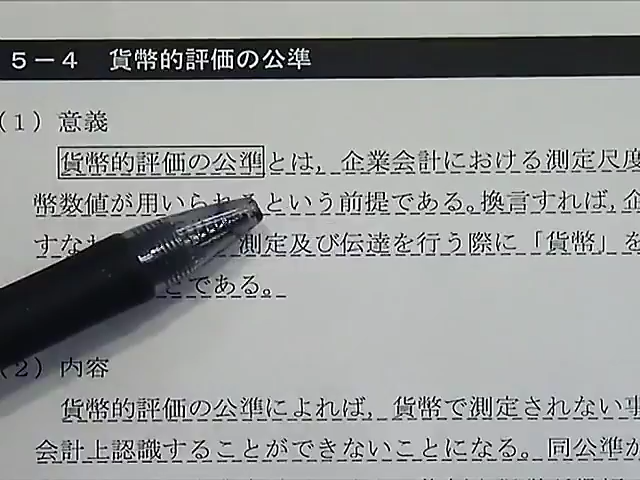 5－4 貨幣的評価の公準
(1) 意義
貨幣的評価の公準とは，企業会計における測定尺度
幣数値が用いられるという前提である。換言すれば，企
すなわ 測定及び伝達を行う際に「貨幣」を
とである。
(2) 内容
貨幣的評価の公準によれば，貨幣で測定されない事
会計上認識することができないことになる。同公準が